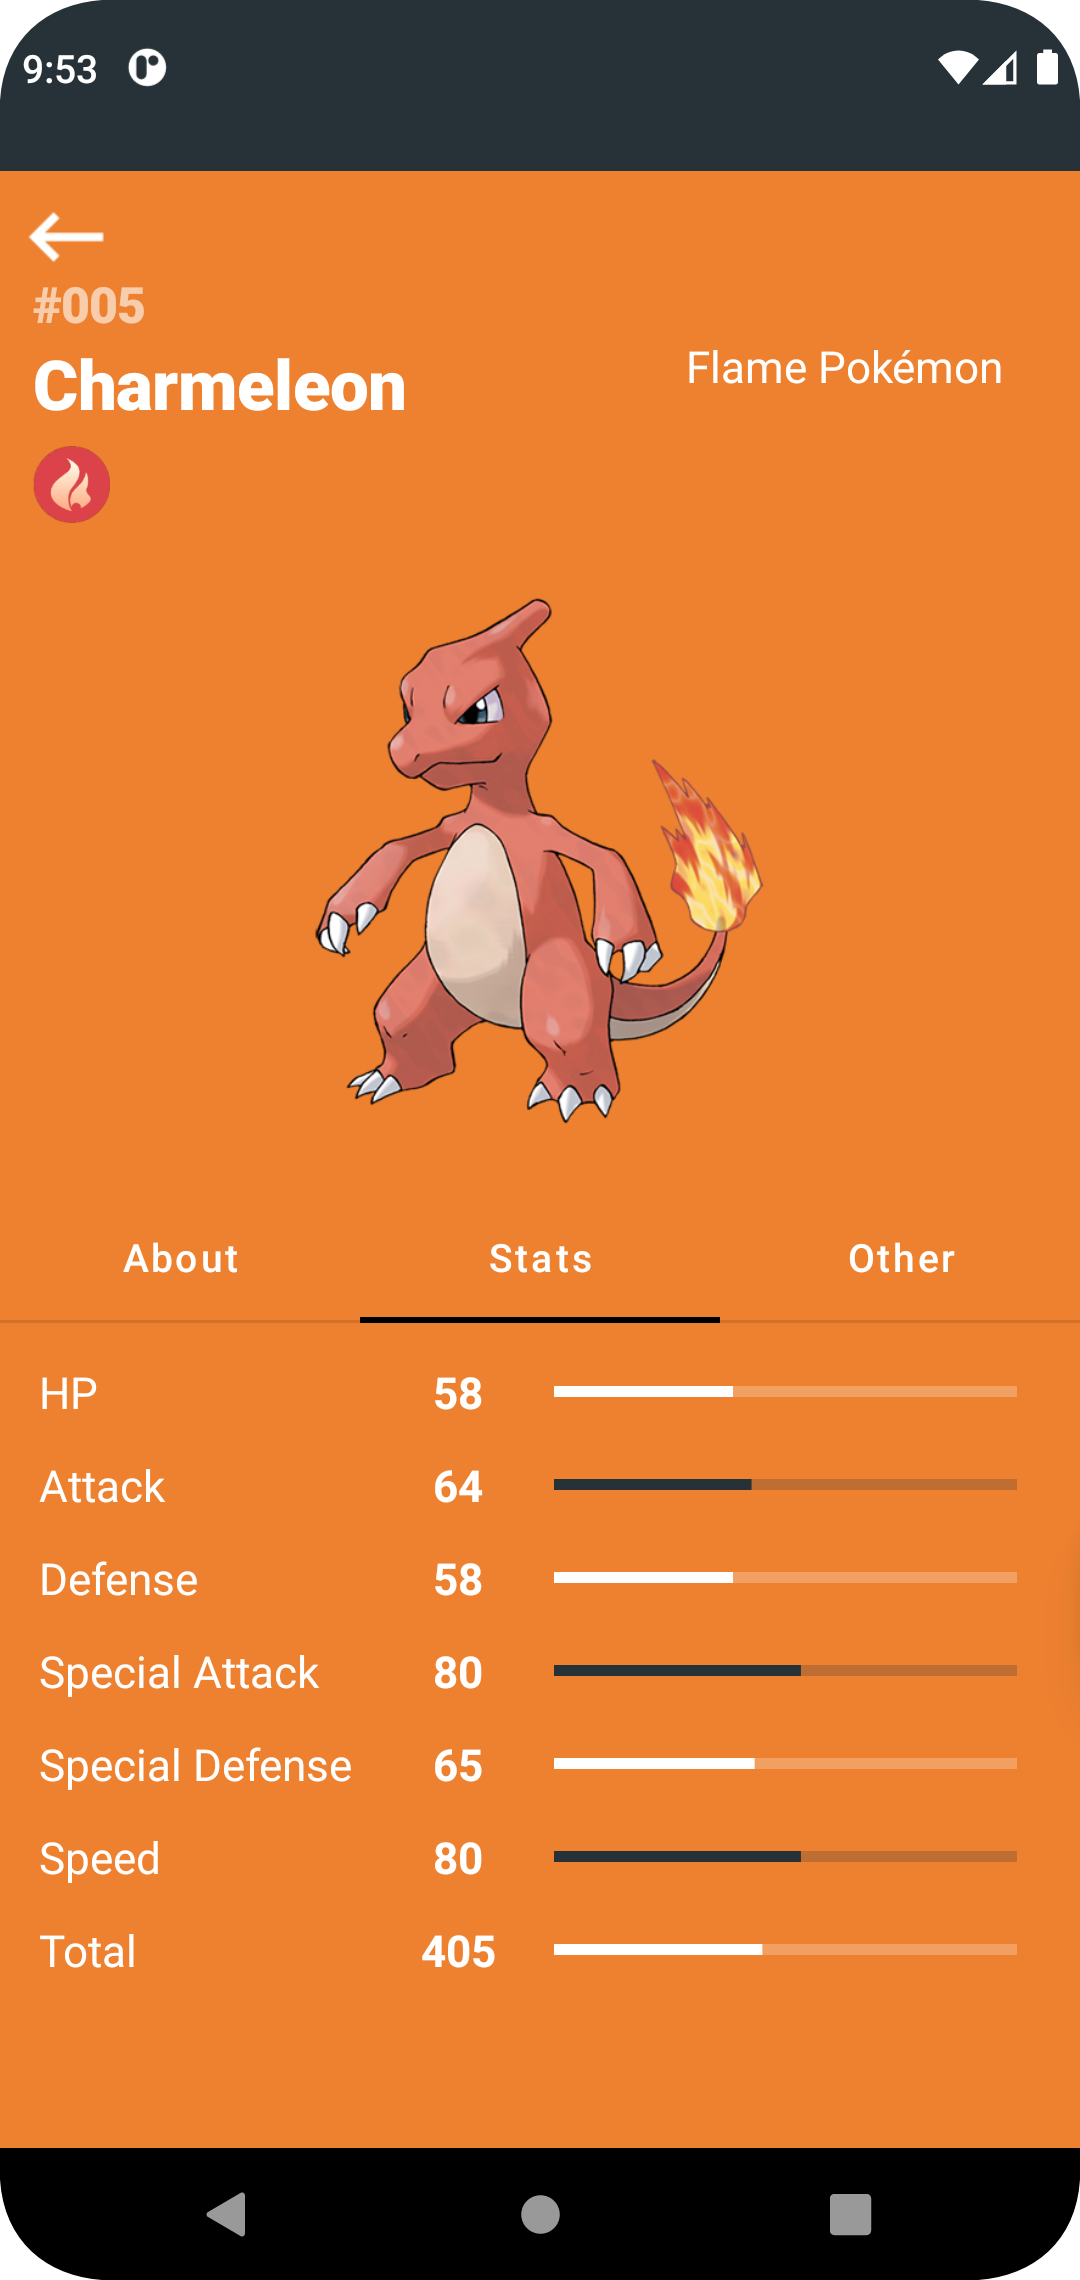 9:53
#005
Charmeleon
Flame Pokémon
About Stats Other
HP 58
Attack 64
Defense 58
Special Attack 80
Special Defense 65
Speed 80
Total 405